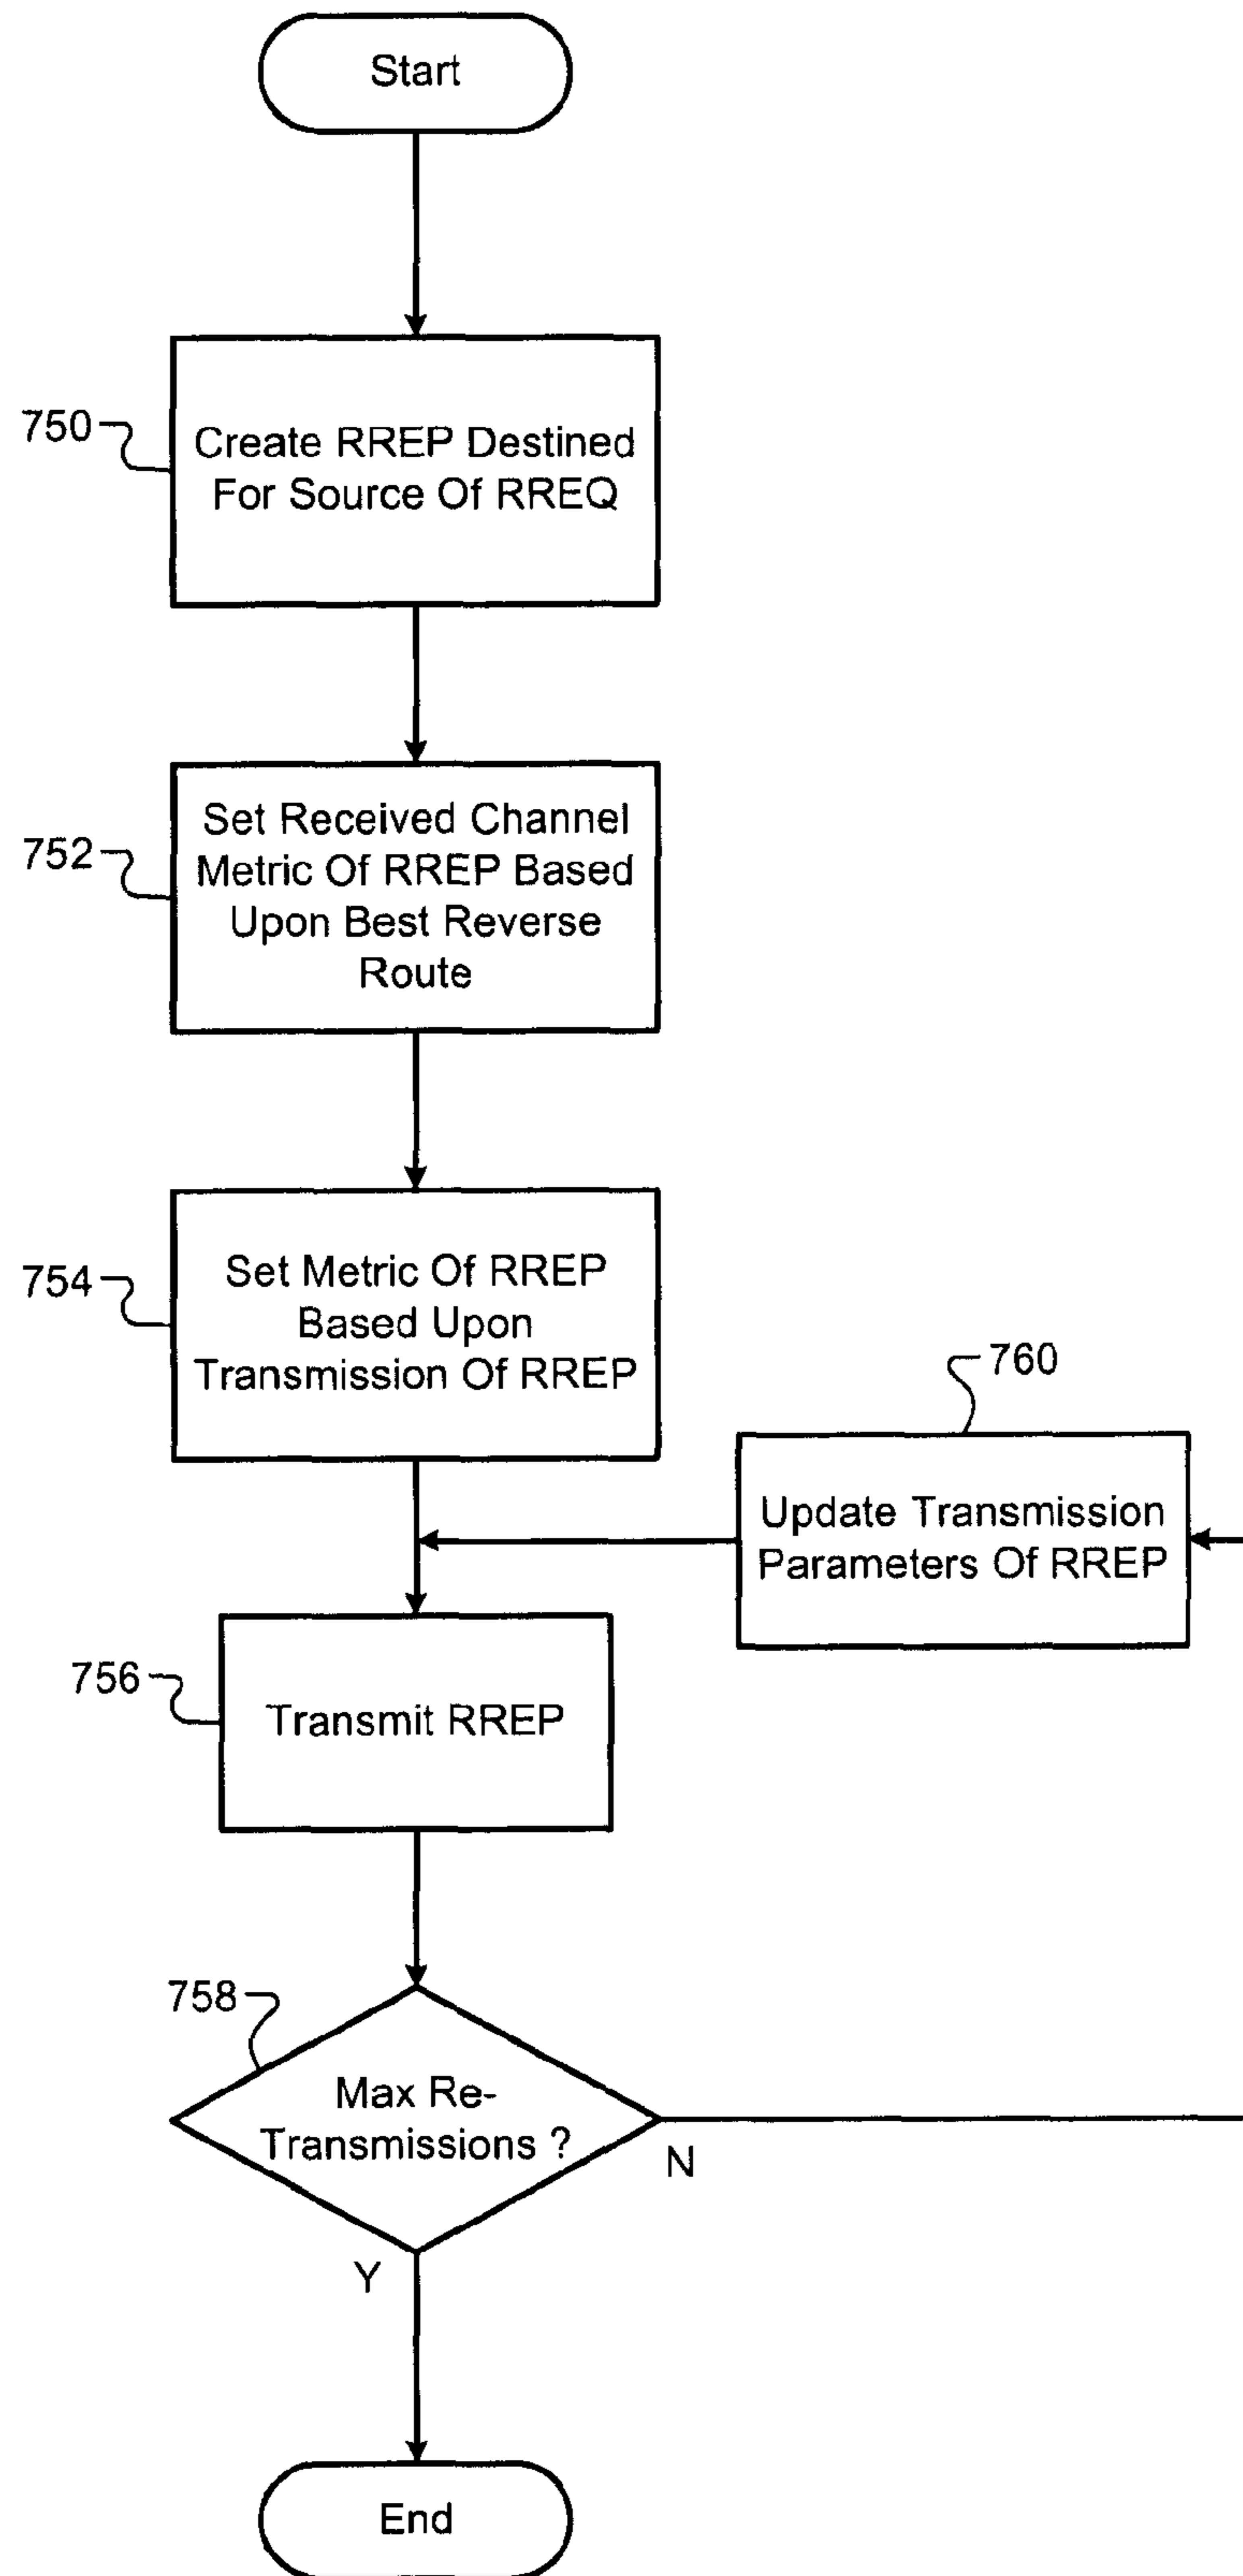 Start
750
Create RREP Destined
For Source Of RREQ
752
Set Received Channel
Metric Of RREP Based
Upon Best Reverse
Route
754
Set Metric Of RREP
Based Upon
Transmission Of RREP
760
Update Transmission
Parameters Of RREP
756
Transmit RREP
758
Max Re-
Transmissions ?
N
Y
End